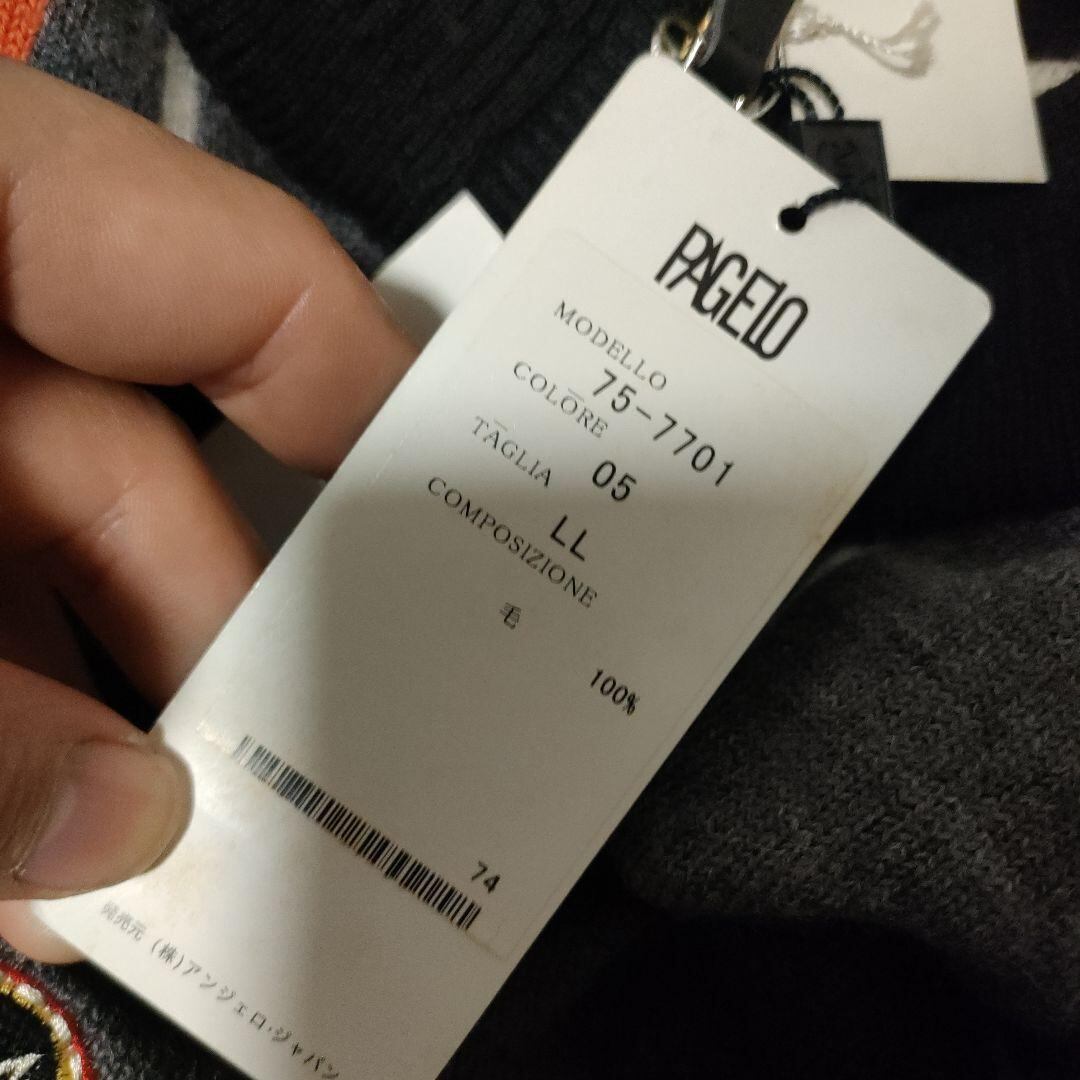 PAGELO
MODELLO
75-7701
COLORE
05
TAGLIA
LL
COMPOSIZIONE
毛
100%
74
発売元 (株)アンジェロ・ジャパン